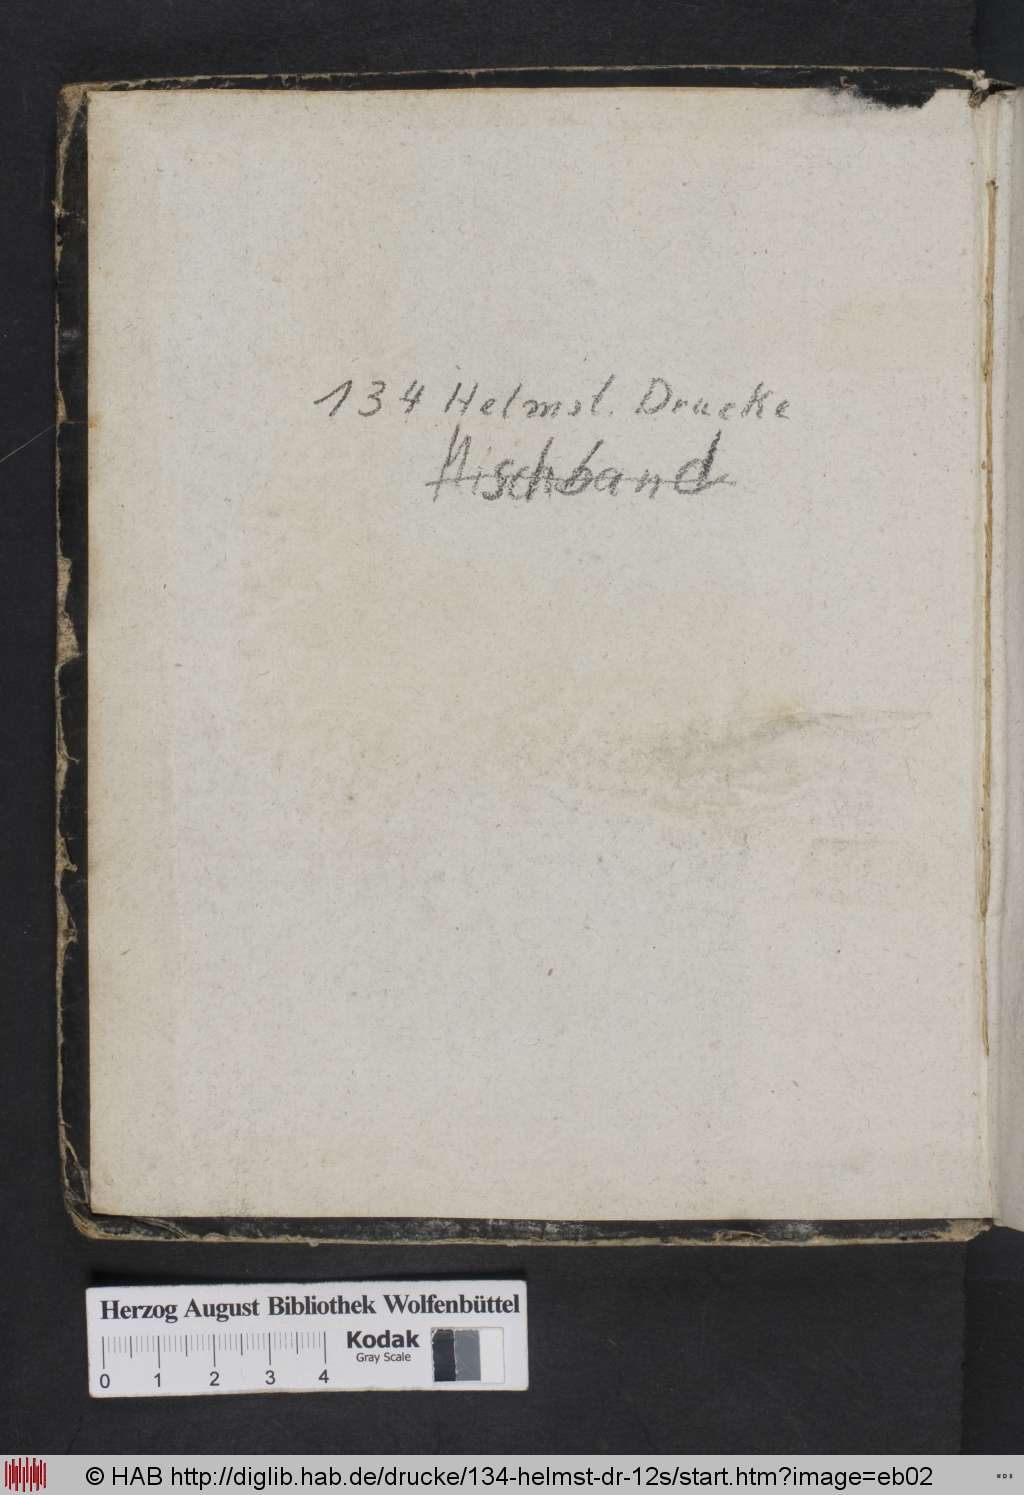 134 Helmst. Drucke
Mischband
Herzog August Bibliothek Wolfenbüttel
Kodak
Gray Scale
0 1 2 3 4
© HAB http://diglib.hab.de/drucke/134-helmst-dr-12s/start.htm?image=eb02
WDB